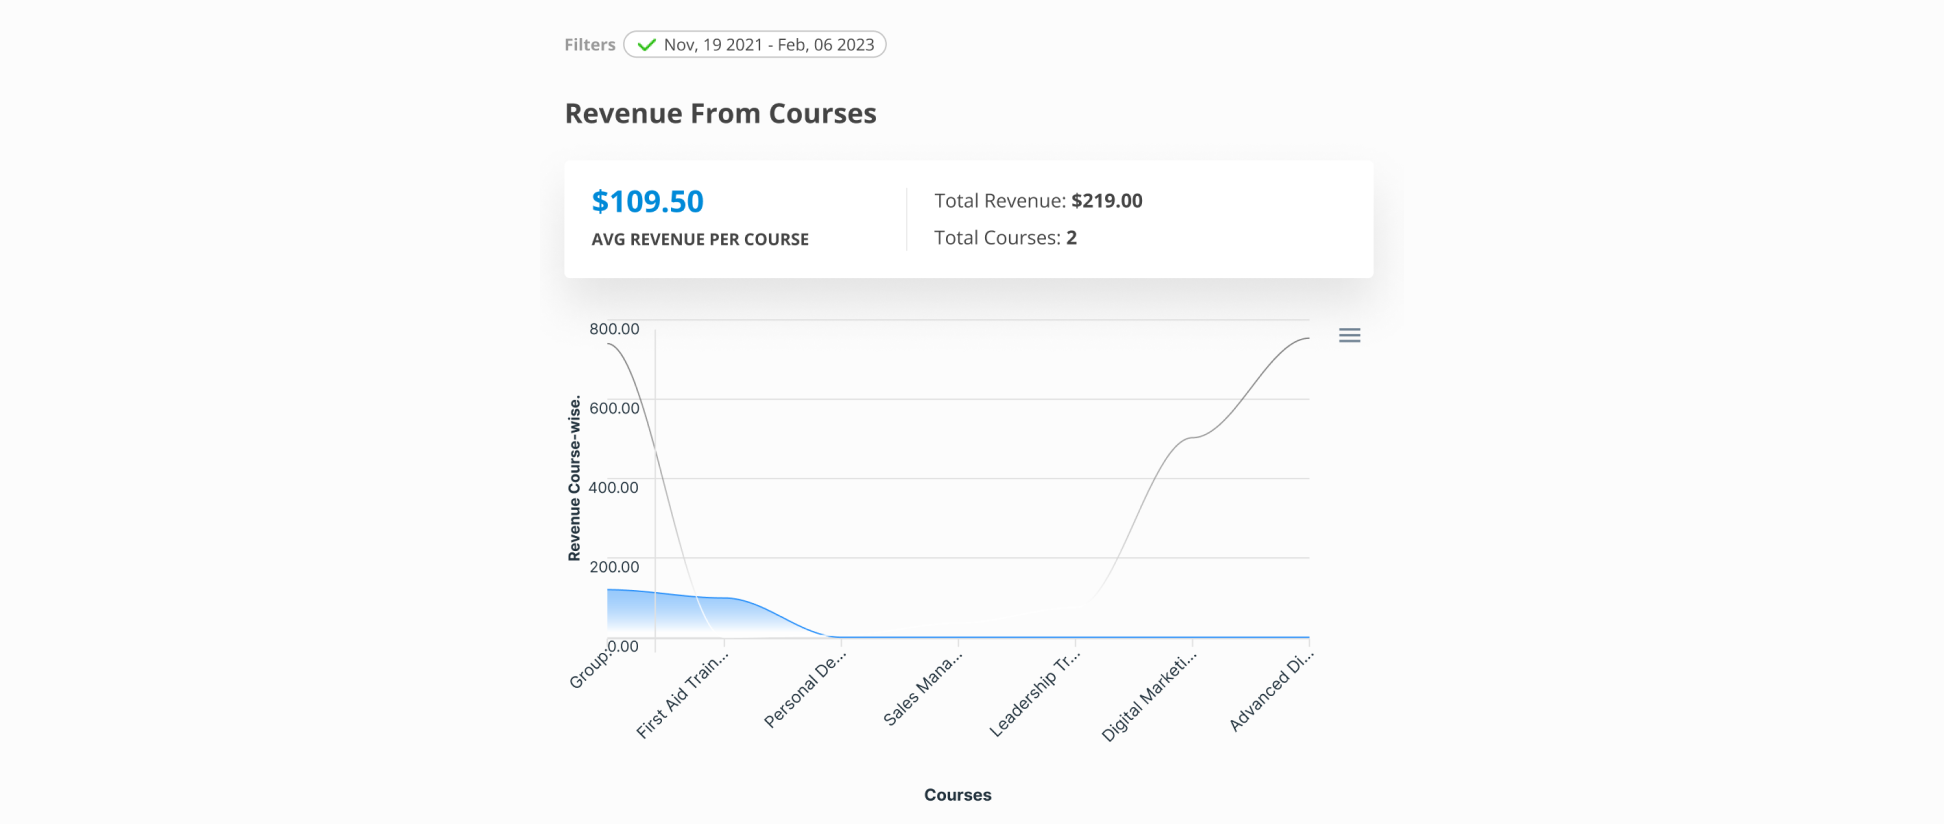 Filters Nov, 19 2021 - Feb, 06 2023
Revenue From Courses
$109.50
AVG REVENUE PER COURSE
Total Revenue: $219.00
Total Courses: 2
800.00
600.00
400.00
200.00
0.00
Revenue Course-wise.
Group:
First Aid Train...
Personal De...
Sales Mana...
Leadership Tr...
Digital Marketi...
Advanced Di...
Courses